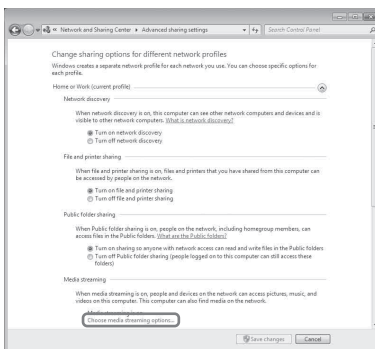 « Network and Sharing Center ▸ Advanced sharing settings
Search Control Panel
Change sharing options for different network profiles
Windows creates a separate network profile for each network you use. You can choose specific options for
each profile.
Home or Work (current profile)
Network discovery
When network discovery is on, this computer can see other network computers and devices and is
visible to other network computers. What is network discovery?
Turn on network discovery
Turn off network discovery
File and printer sharing
When file and printer sharing is on, files and printers that you have shared from this computer can
be accessed by people on the network.
Turn on file and printer sharing
Turn off file and printer sharing
Public folder sharing
When Public folder sharing is on, people on the network, including homegroup members, can
access files in the Public folders. What are the Public folders?
Turn on sharing so anyone with network access can read and write files in the Public folders
Turn off Public folder sharing (people logged on to this computer can still access these
folders)
Media streaming
When media streaming is on, people and devices on the network can access pictures, music, and
videos on this computer. This computer can also find media on the network.
Choose media streaming options...
Save changes
Cancel